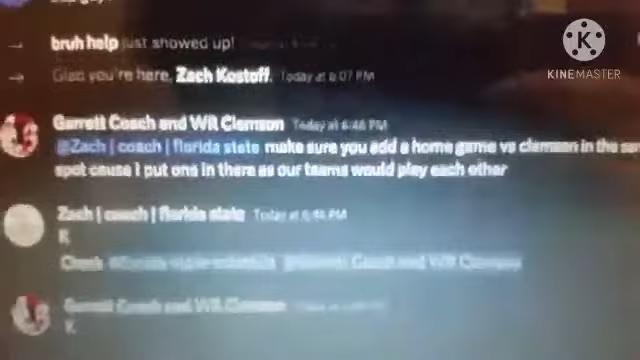 bruh help just showed up!
Glad you're here, Zach Kostoff. Today at 6:07 PM
KINEMASTER
Garrett Coach and WR Clemson Today at 6:46 PM
@Zach | coach | florida state make sure you add a home game vs clemson in the
spot cause I put ons in there as our teams would play each other
Zach | coach | florida state Today at 6:46 PM
K
Garrett Coach and WR Clemson
K